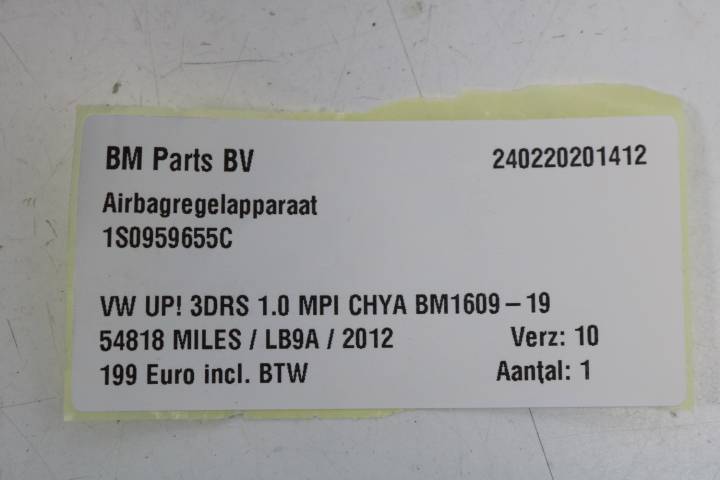 BM Parts BV 240220201412
Airbagregelapparaat
1S0959655C
VW UP! 3DRS 1.0 MPI CHYA BM1609-19
54818 MILES / LB9A / 2012 Verz: 10
199 Euro incl. BTW Aanţal: 1